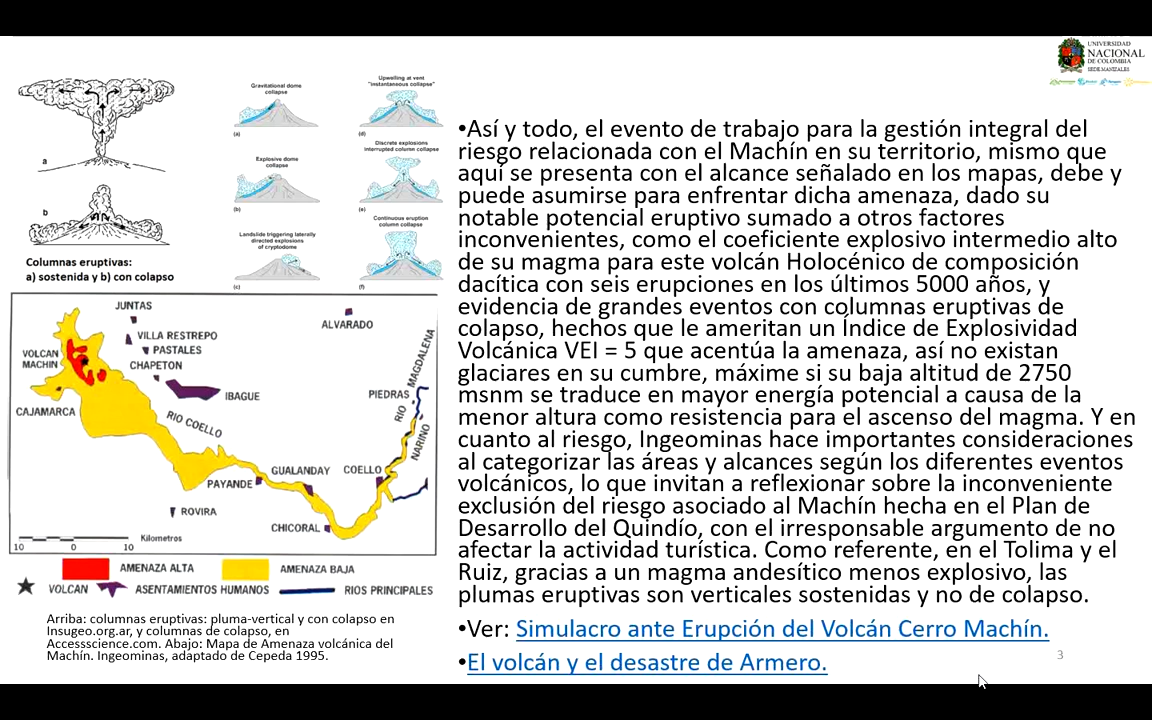 UNIVERSIDAD
NACIONAL
DE COLOMBIA
SEDE MANIZALES
a
b
Columnas eruptivas:
a) sostenida y b) con colapso
Gravitational dome
collapse
(a)
Explosive dome
collapse
(b)
Landslide triggering laterally
directed explosions
of cryptodome
(c)
Upwelling at vent
"instantaneous collapse"
(d)
Discrete explosions
interrupted column collapse
(e)
Continuous eruption
column collapse
(f)
JUNTAS
ALVARADO
VILLA RESTREPO
PASTALES
VOLCAN
MACHIN
CHAPETON
IBAGUE
PIEDRAS
RIO MAGDALENA
CAJAMARCA
RIO COELLO
NARINO
GUALANDAY
COELLO
PAYANDE
ROVIRA
CHICORAL
Kilometros
10 0 10
AMENAZA ALTA
AMENAZA BAJA
VOLCAN
ASENTAMIENTOS HUMANOS
RIOS PRINCIPALES
Arriba: columnas eruptivas: pluma-vertical y con colapso en
Insugeo.org.ar, y columnas de colapso, en
Accessscience.com. Abajo: Mapa de Amenaza volcánica del
Machín. Ingeominas, adaptado de Cepeda 1995.
•Así y todo, el evento de trabajo para la gestión integral del
riesgo relacionada con el Machín en su territorio, mismo que
aquí se presenta con el alcance señalado en los mapas, debe y
puede asumirse para enfrentar dicha amenaza, dado su
notable potencial eruptivo sumado a otros factores
inconvenientes, como el coeficiente explosivo intermedio alto
de su magma para este volcán Holocénico de composición
dacítica con seis erupciones en los últimos 5000 años, y
evidencia de grandes eventos con columnas eruptivas de
colapso, hechos que le ameritan un Índice de Explosividad
Volcánica VEI = 5 que acentúa la amenaza, así no existan
glaciares en su cumbre, máxime si su baja altitud de 2750
msnm se traduce en mayor energía potencial a causa de la
menor altura como resistencia para el ascenso del magma. Y en
cuanto al riesgo, Ingeominas hace importantes consideraciones
al categorizar las áreas y alcances según los diferentes eventos
volcánicos, lo que invitan a reflexionar sobre la inconveniente
exclusión del riesgo asociado al Machín hecha en el Plan de
Desarrollo del Quindío, con el irresponsable argumento de no
afectar la actividad turística. Como referente, en el Tolima y el
Ruiz, gracias a un magma andesítico menos explosivo, las
plumas eruptivas son verticales sostenidas y no de colapso.
•Ver: Simulacro ante Erupción del Volcán Cerro Machín.
•El volcán y el desastre de Armero.
3